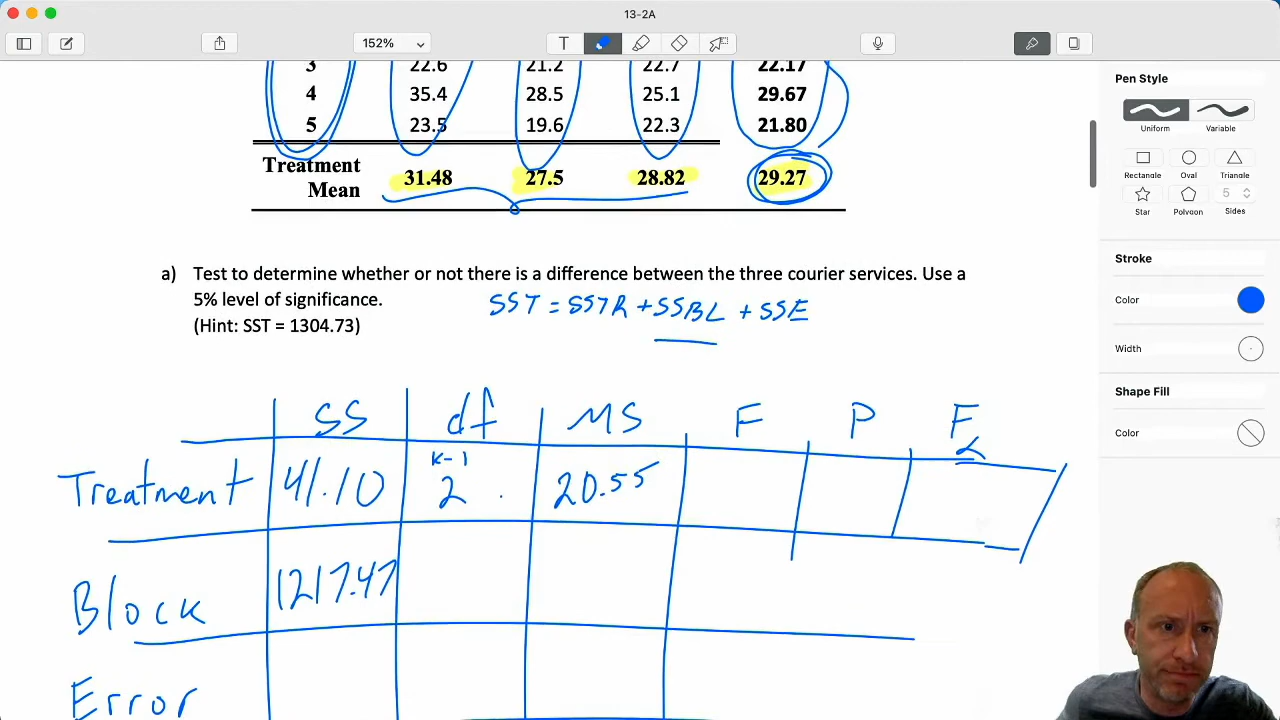 13-2A
152%
T
Pen Style
Uniform Variable
Rectangle Oval Triangle
Star Polygon 5 Sides
Stroke
Color
Width
Shape Fill
Color
3 22.6 21.2 22.7 22.17
4 35.4 28.5 25.1 29.67
5 23.5 19.6 22.3 21.80
Treatment
Mean 31.48 27.5 28.82 29.27
a) Test to determine whether or not there is a difference between the three courier services. Use a
5% level of significance.
(Hint: SST = 1304.73)
SST = SSTR + SSBL + SSE
SS df MS F P Fα
k-1
Treatment 41.10 2 20.55
Block 1217.47
Error